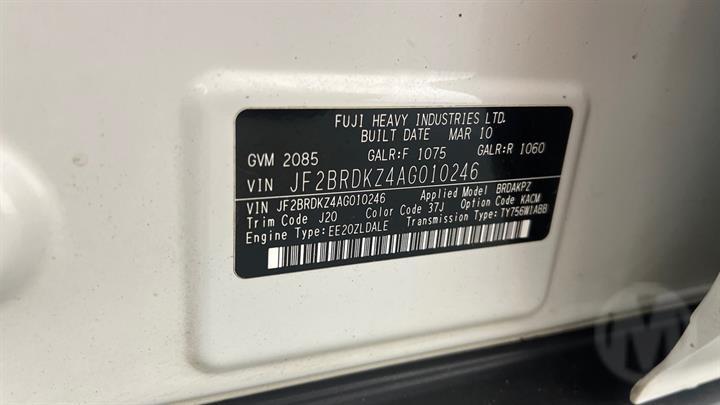 FUJI HEAVY INDUSTRIES LTD.
BUILT DATE MAR 10
GVM 2085 GALR:F 1075 GALR:R 1060
VIN JF2BRDKZ4AG010246
VIN JF2BRDKZ4AG010246 Applied Model BRDAKPZ
Trim Code J20 Color Code 37J Option Code KACM
Engine Type:EE20ZLDALE Transmission Type:TY756W1ABB
M